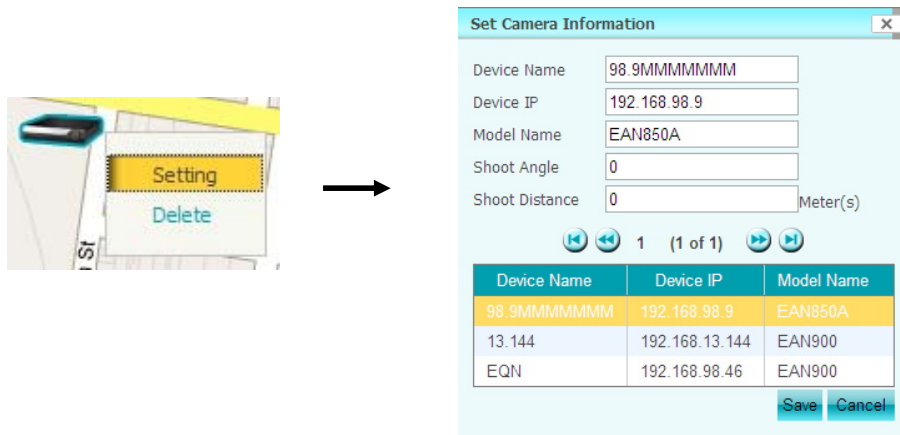 Setting
Delete
St
Set Camera Information
Device Name 98.9MMMMMMM
Device IP 192.168.98.9
Model Name EAN850A
Shoot Angle 0
Shoot Distance 0 Meter(s)
1 (1 of 1)
Device Name Device IP Model Name
98.9MMMMMMM 192.168.98.9 EAN850A
13.144 192.168.13.144 EAN900
EQN 192.168.98.46 EAN900
Save Cancel